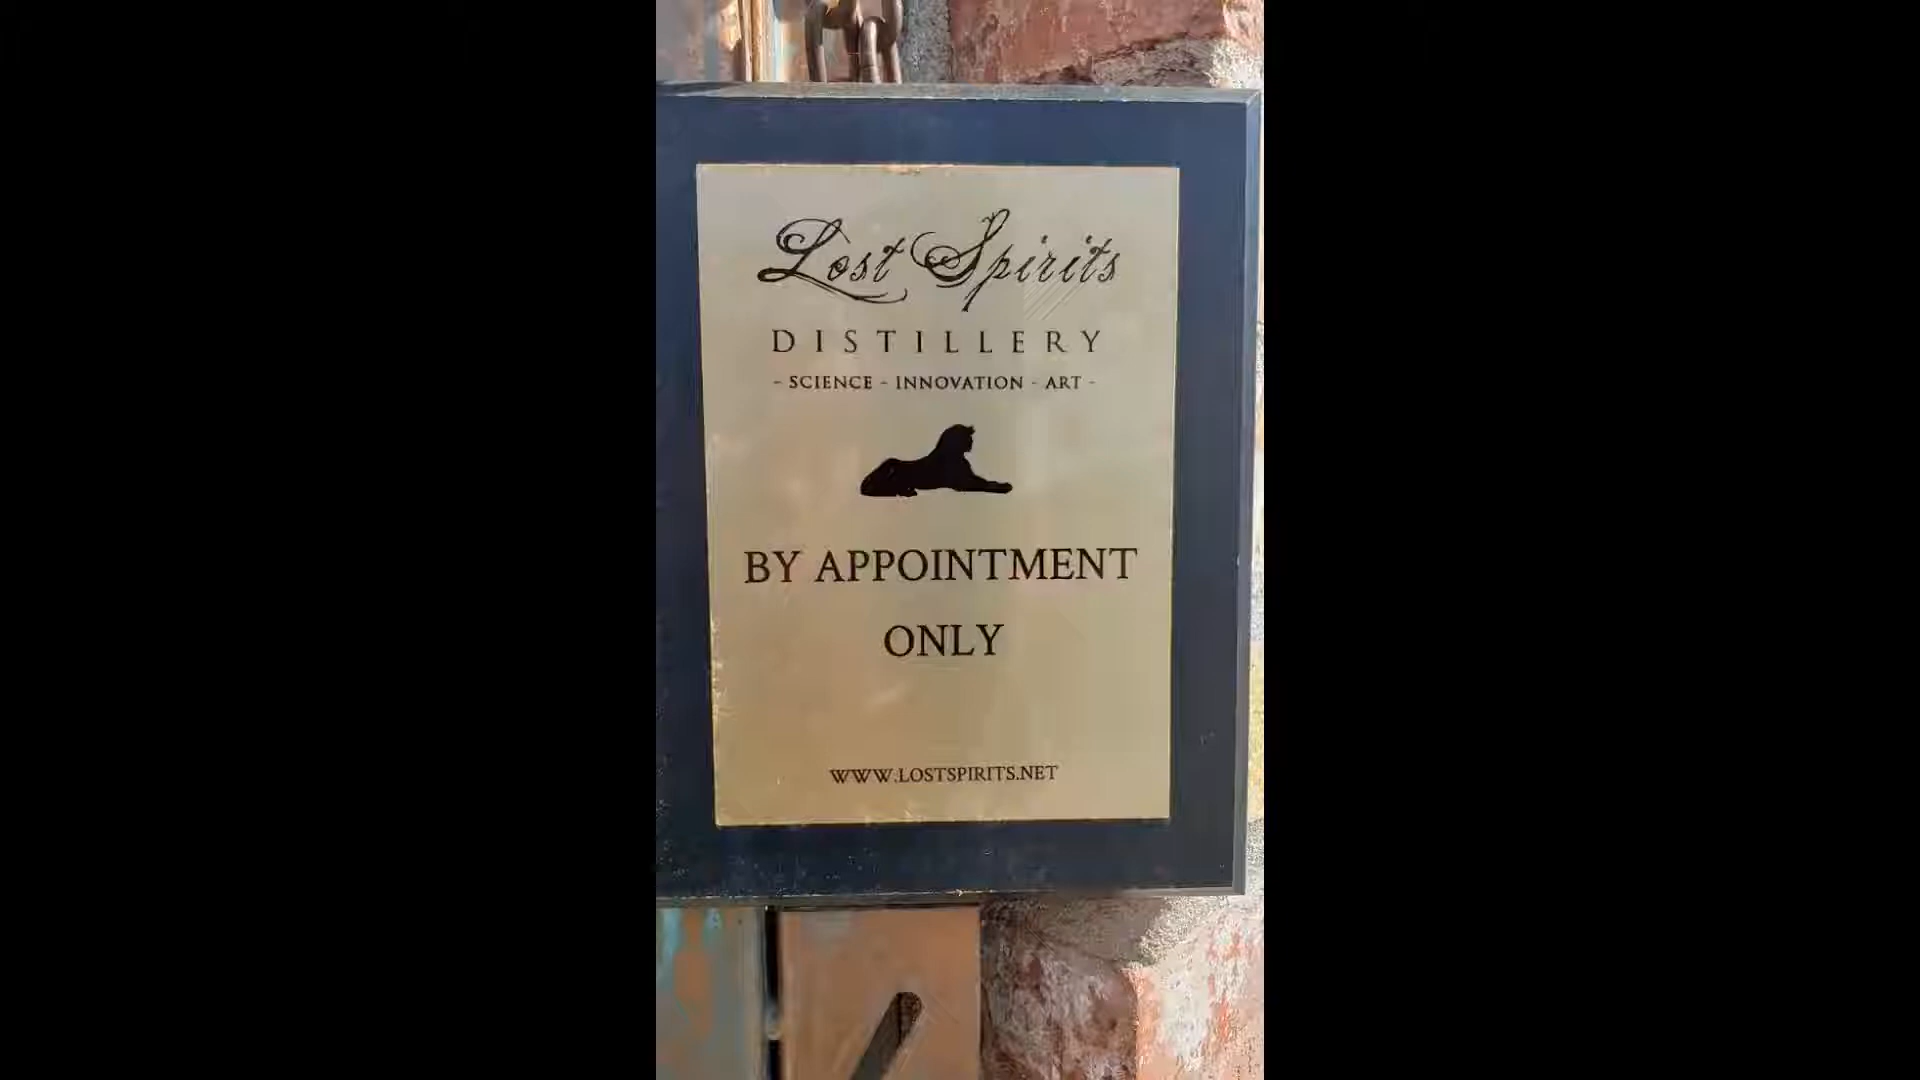 Lost Spirits
DISTILLERY
- SCIENCE - INNOVATION - ART -
BY APPOINTMENT
ONLY
WWW.LOSTSPIRITS.NET